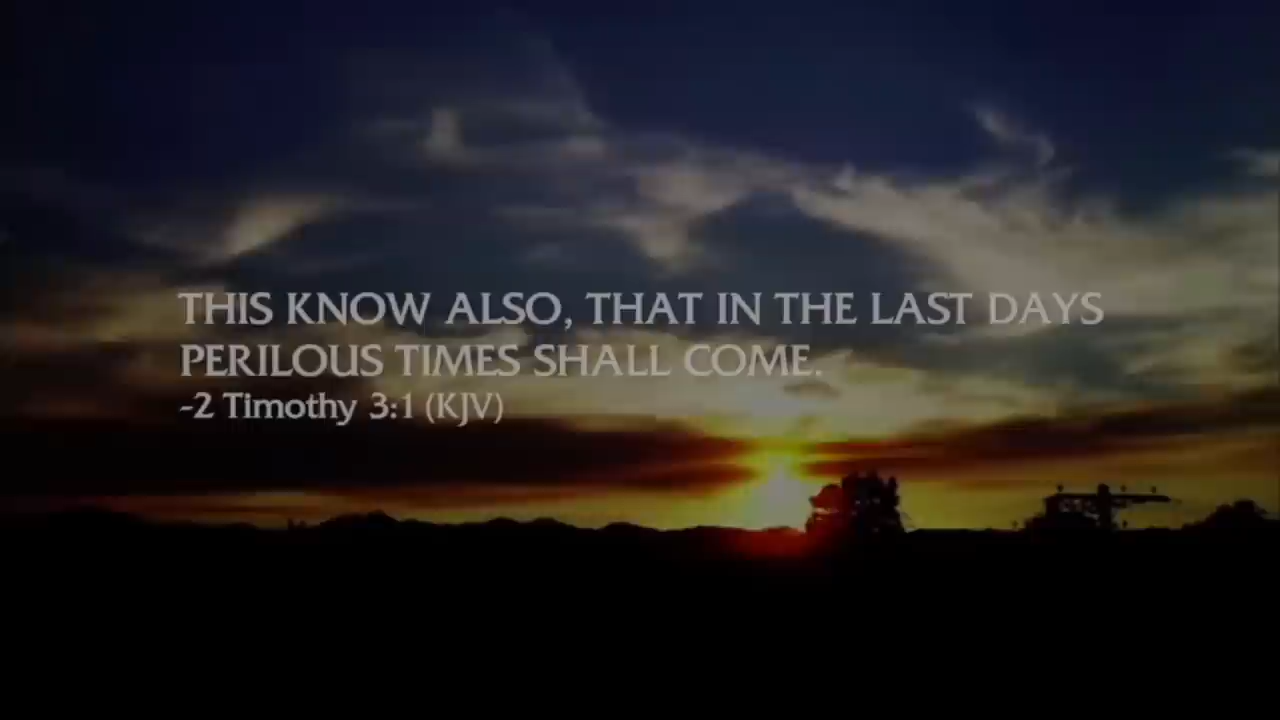 THIS KNOW ALSO, THAT IN THE LAST DAYS
PERILOUS TIMES SHALL COME.
-2 Timothy 3:1 (KJV)